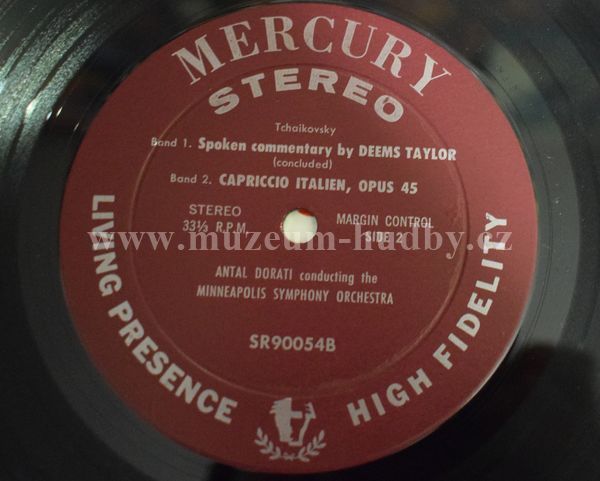 MERCURY
STEREO
Tchaikovsky
Band 1. Spoken commentary by DEEMS TAYLOR
(concluded)
Band 2. CAPRICCIO ITALIEN, OPUS 45
STEREO
33⅓ R.P.M.
MARGIN CONTROL
SIDE 2
www.muzeum-hudby.cz
ANTAL DORATI conducting the
MINNEAPOLIS SYMPHONY ORCHESTRA
SR90054B
LIVING PRESENCE
HIGH FIDELITY